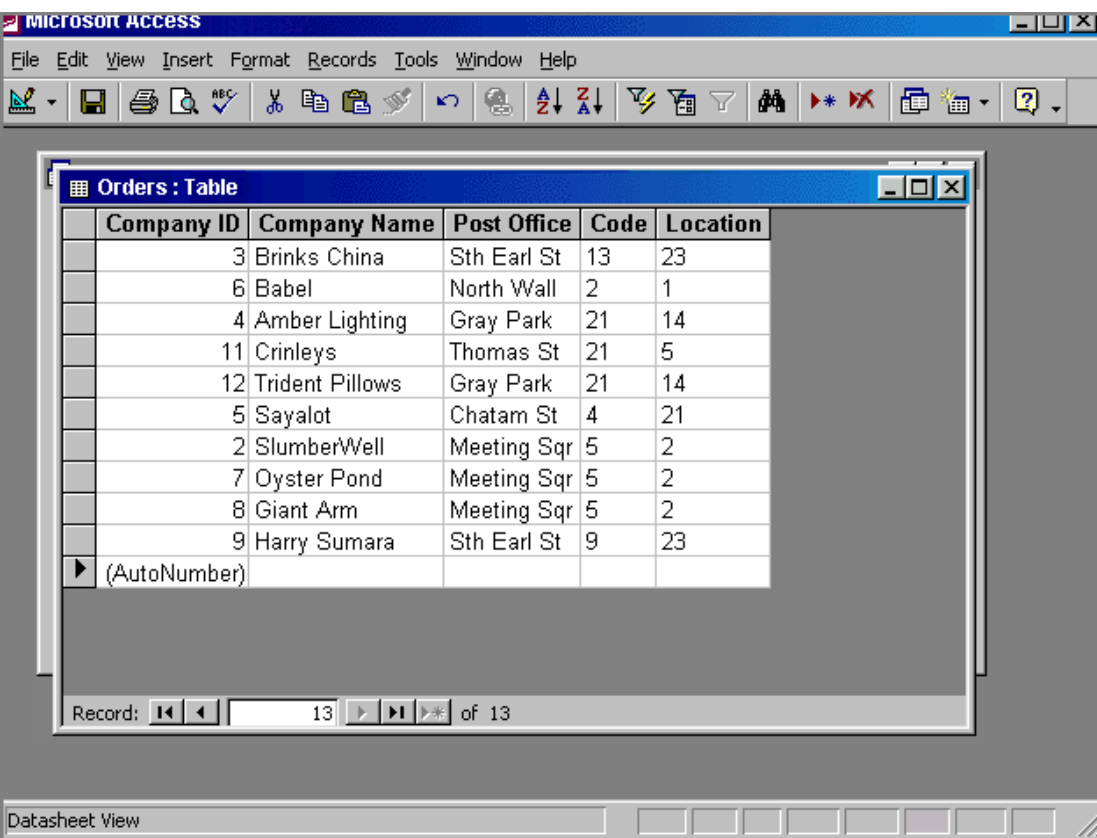 Microsoft Access
File Edit View Insert Format Records Tools Window Help
Orders : Table
Company ID Company Name Post Office Code Location
3 Brinks China Sth Earl St 13 23
6 Babel North Wall 2 1
4 Amber Lighting Gray Park 21 14
11 Crinleys Thomas St 21 5
12 Trident Pillows Gray Park 21 14
5 Sayalot Chatam St 4 21
2 SlumberWell Meeting Sqr 5 2
7 Oyster Pond Meeting Sqr 5 2
8 Giant Arm Meeting Sqr 5 2
9 Harry Sumara Sth Earl St 9 23
(AutoNumber)
Record: 13 of 13
Datasheet View